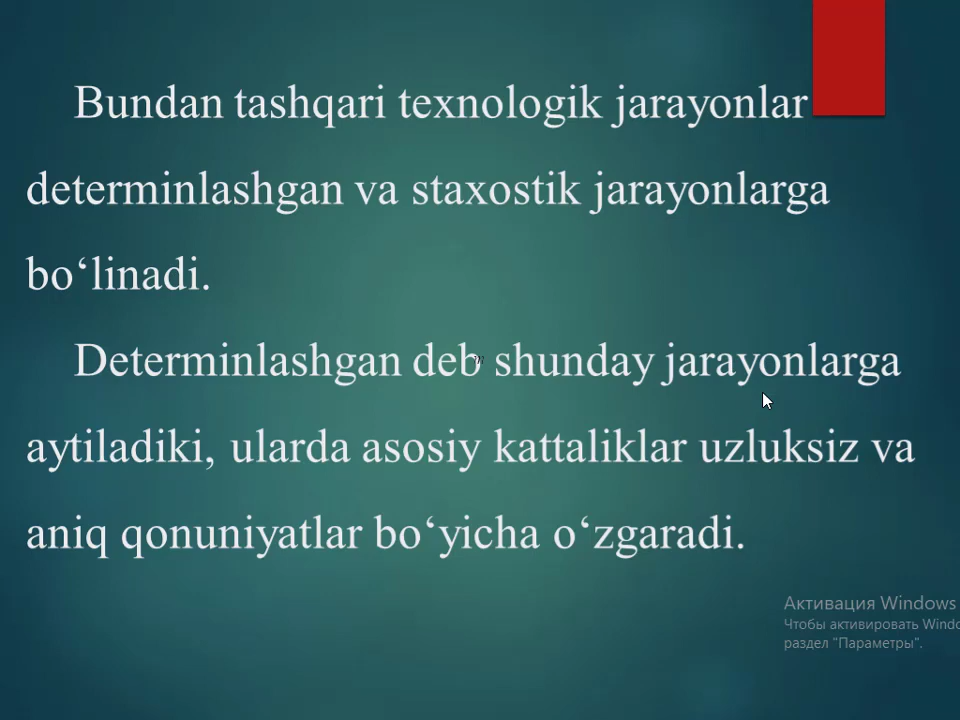 Bundan tashqari texnologik jarayonlar
determinlashgan va staxostik jarayonlarga
bo‘linadi.
Determinlashgan deb shunday jarayonlarga
aytiladiki, ularda asosiy kattaliklar uzluksiz va
aniq qonuniyatlar bo‘yicha o‘zgaradi.
Активация Windows
Чтобы активировать Windo
раздел "Параметры".